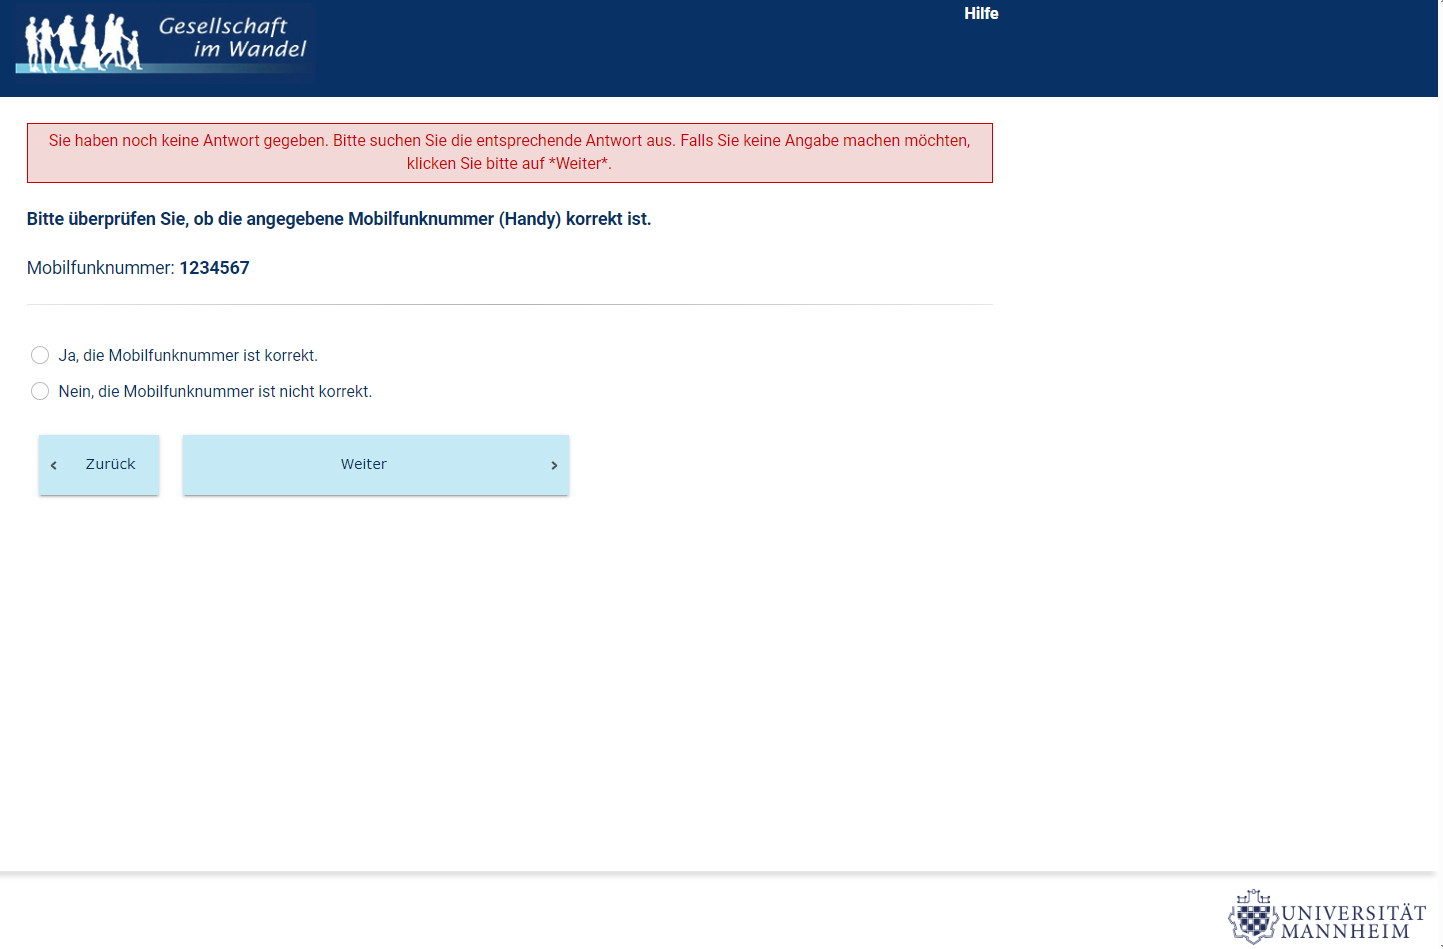 Gesellschaft
im Wandel
Hilfe
Sie haben noch keine Antwort gegeben. Bitte suchen Sie die entsprechende Antwort aus. Falls Sie keine Angabe machen möchten,
klicken Sie bitte auf *Weiter*.
Bitte überprüfen Sie, ob die angegebene Mobilfunknummer (Handy) korrekt ist.
Mobilfunknummer: 1234567
Ja, die Mobilfunknummer ist korrekt.
Nein, die Mobilfunknummer ist nicht korrekt.
‹ Zurück
Weiter ›
UNIVERSITÄT
MANNHEIM